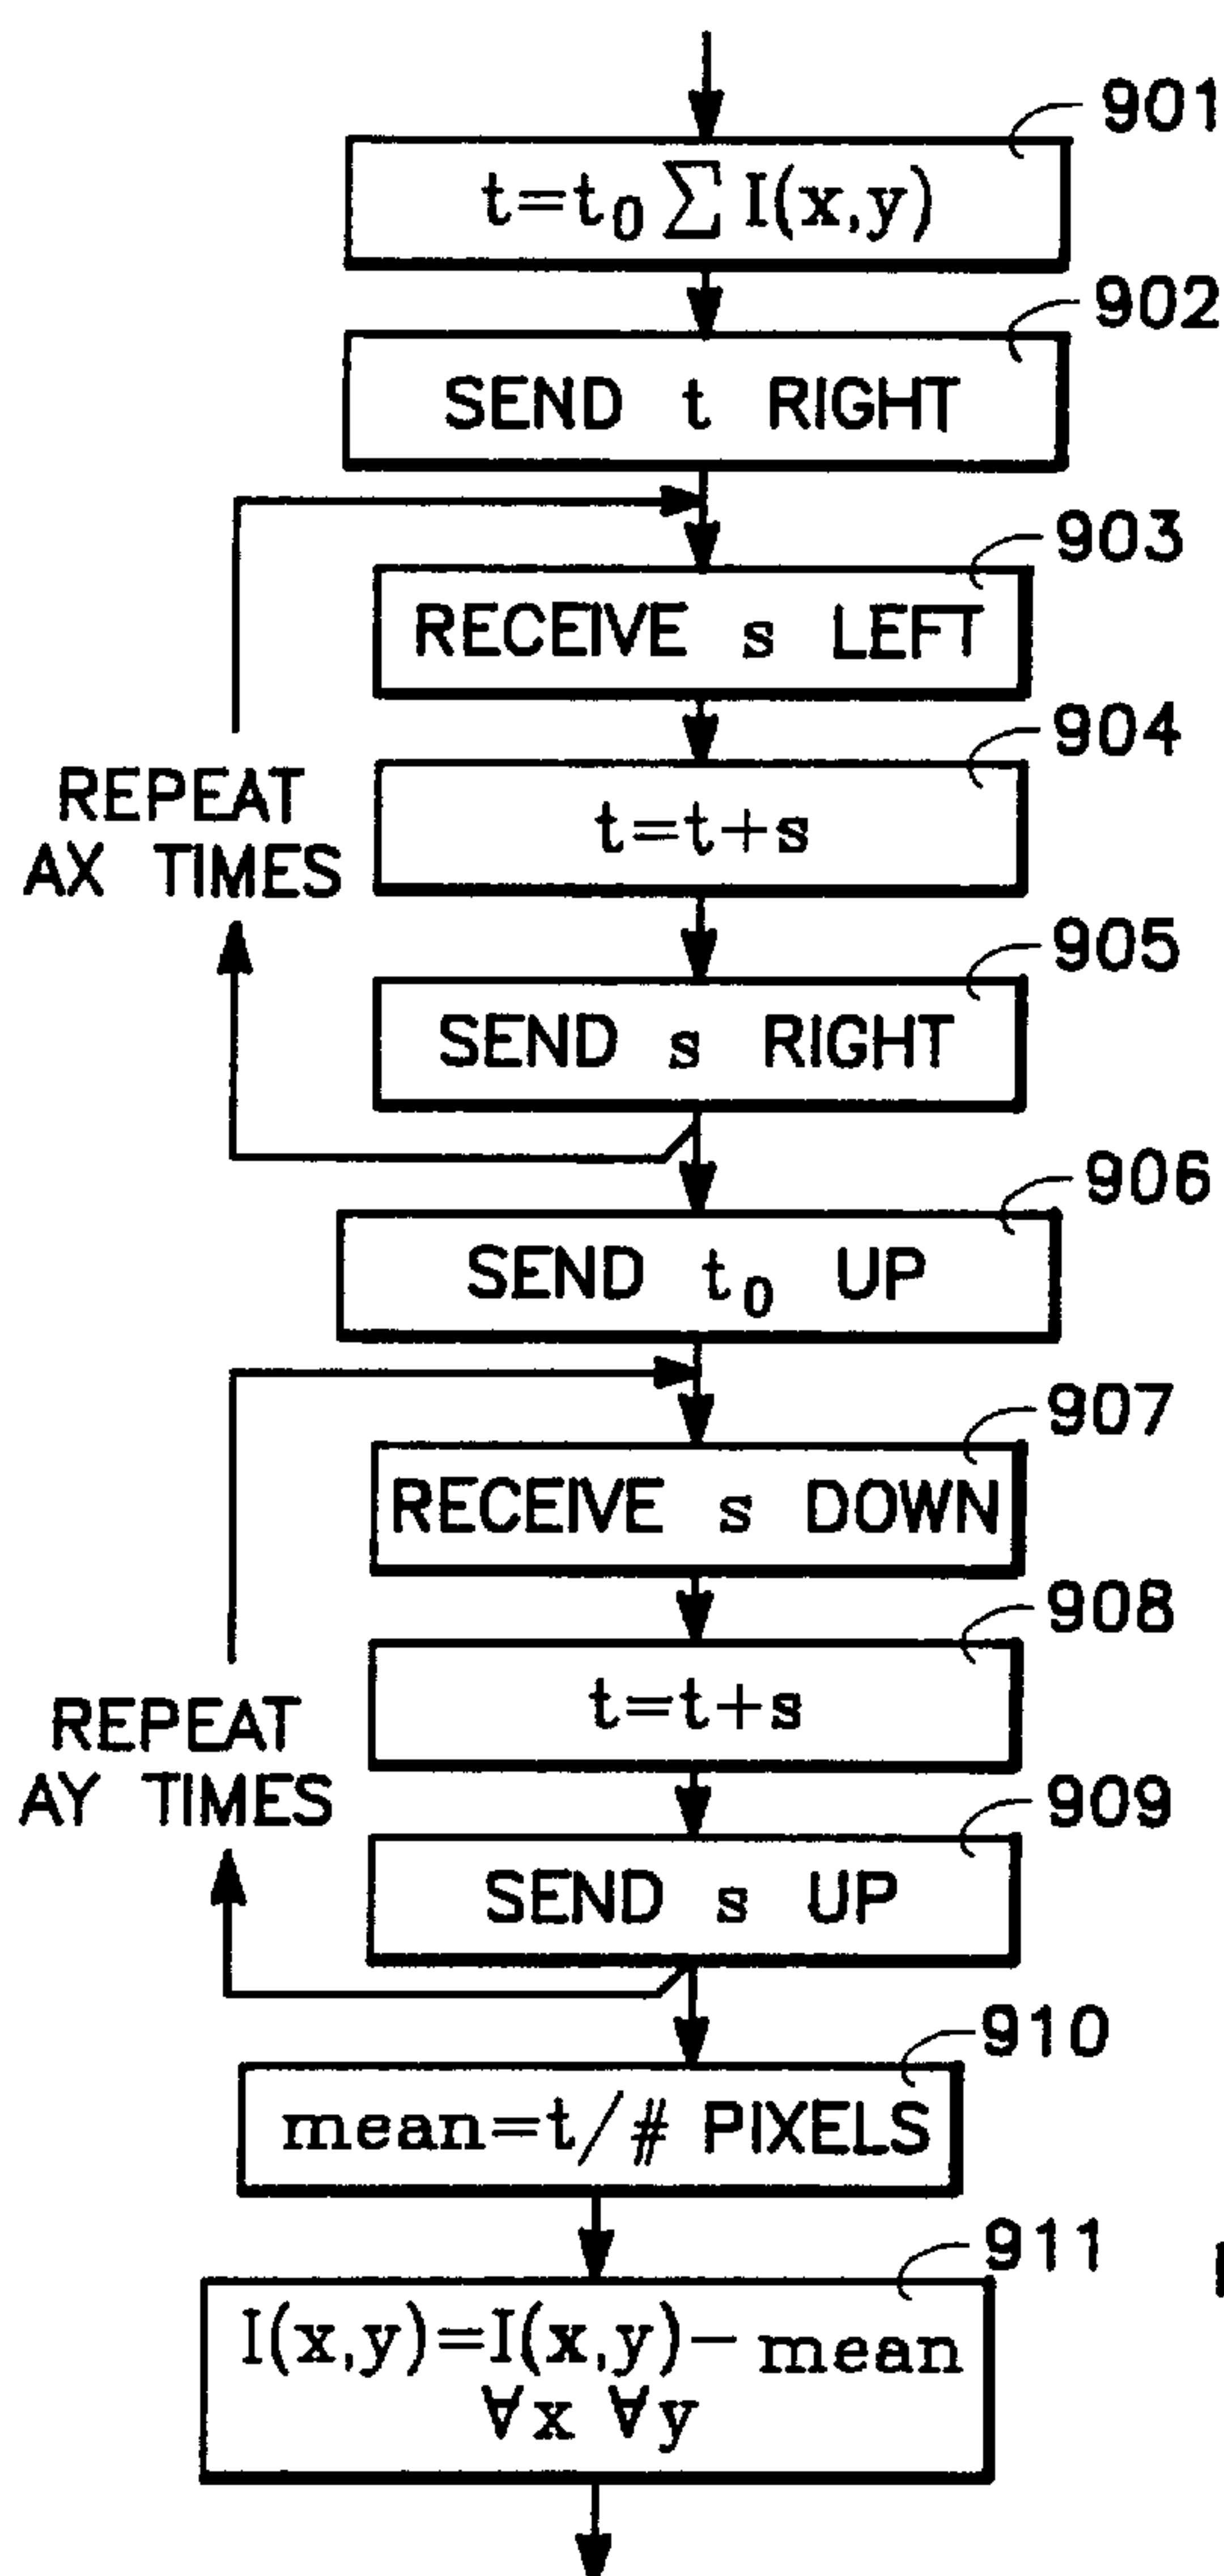 901
t=t₀ ∑ I(x,y)
902
SEND t RIGHT
903
RECEIVE s LEFT
904
t=t+s
REPEAT
AX TIMES
905
SEND s RIGHT
906
SEND t₀ UP
907
RECEIVE s DOWN
908
t=t+s
REPEAT
AY TIMES
909
SEND s UP
910
mean=t/# PIXELS
911
I(x,y)=I(x,y)- mean
∀x ∀y